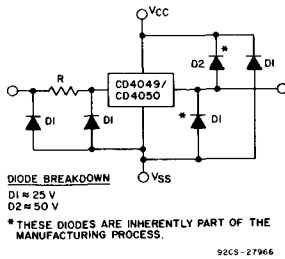 VCC
*
D2
D1
R
CD4049/
CD4050
D1
D1
*
D1
VSS
DIODE BREAKDOWN
D1 ≈ 25 V
D2 ≈ 50 V
* THESE DIODES ARE INHERENTLY PART OF THE
MANUFACTURING PROCESS.
92CS-27966